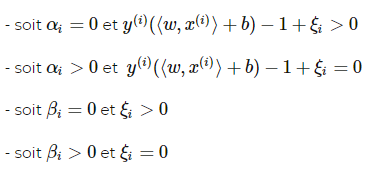 - soit αᵢ = 0 et y⁽ⁱ⁾(⟨w, x⁽ⁱ⁾⟩ + b) − 1 + ξᵢ > 0
- soit αᵢ > 0 et y⁽ⁱ⁾(⟨w, x⁽ⁱ⁾⟩ + b) − 1 + ξᵢ = 0
- soit βᵢ = 0 et ξᵢ > 0
- soit βᵢ > 0 et ξᵢ = 0